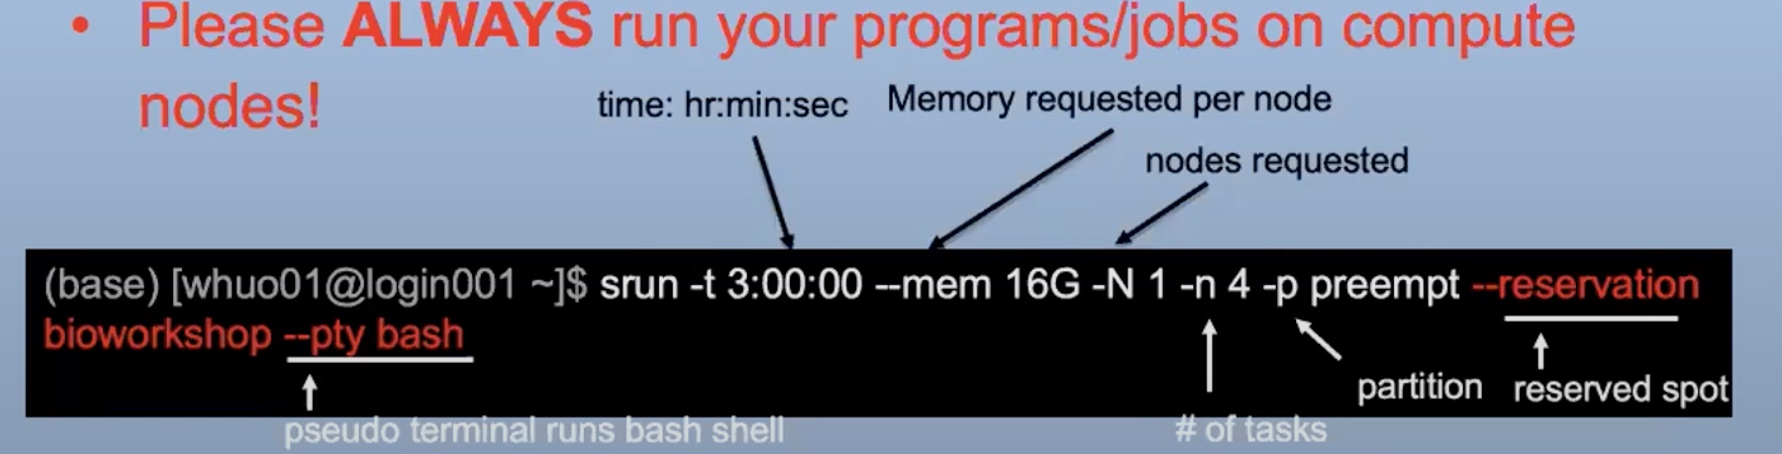 • Please ALWAYS run your programs/jobs on compute
nodes!
time: hr:min:sec
Memory requested per node
nodes requested
(base) [whuo01@login001 ~]$ srun -t 3:00:00 --mem 16G -N 1 -n 4 -p preempt --reservation
bioworkshop --pty bash
partition
reserved spot
pseudo terminal runs bash shell
# of tasks